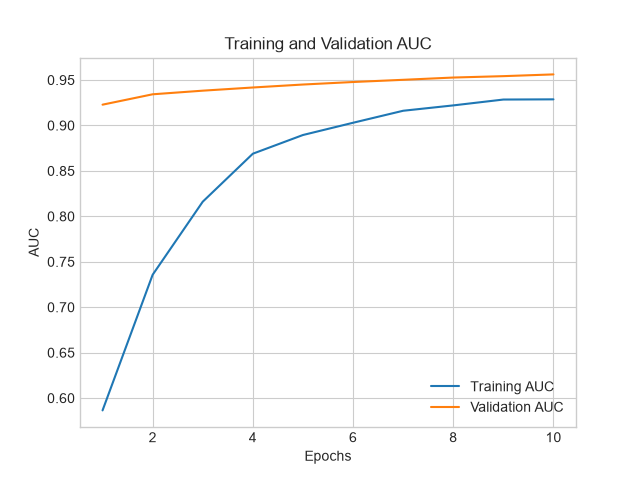 Training and Validation AUC
AUC
0.95
0.90
0.85
0.80
0.75
0.70
0.65
0.60
2
4
6
8
10
Epochs
Training AUC
Validation AUC